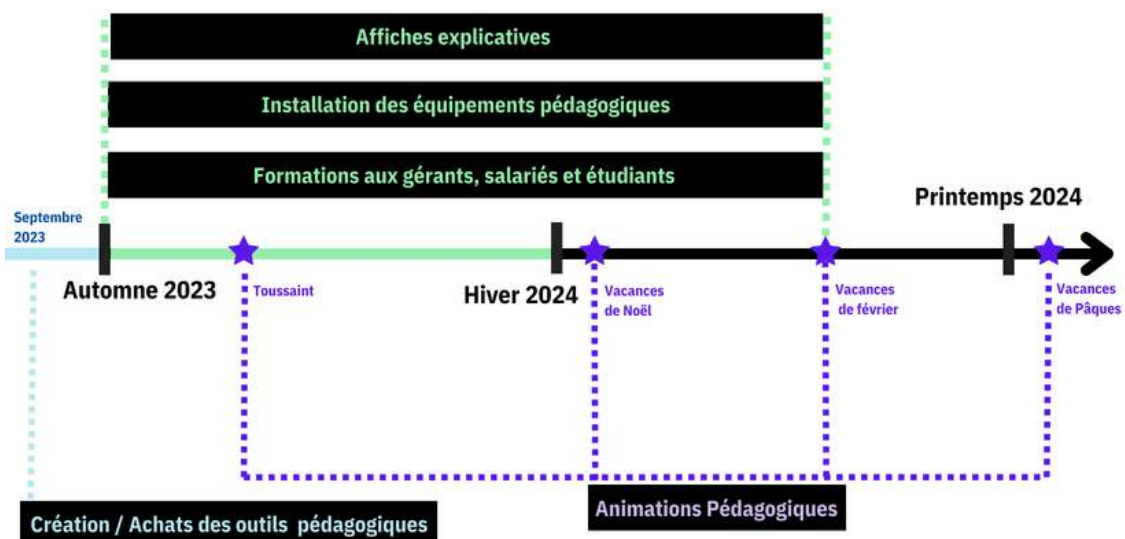 Affiches explicatives
Installation des équipements pédagogiques
Formations aux gérants, salariés et étudiants
Printemps 2024
Septembre
2023
Automne 2023
Toussaint
Hiver 2024
Vacances
de Noël
Vacances
de février
Vacances
de Pâques
Animations Pédagogiques
Création / Achats des outils pédagogiques